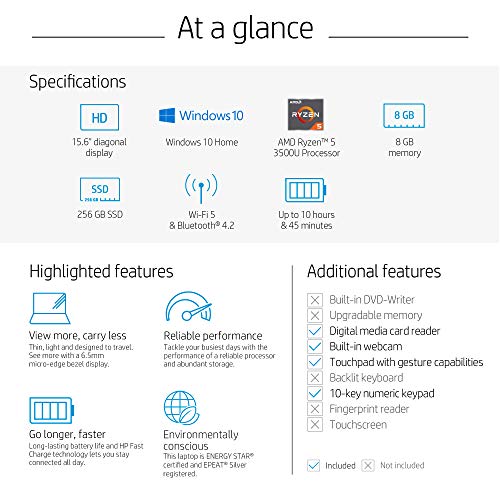 At a glance
Specifications
HD
Windows 10
AMD
RYZEN
5
8 GB
15.6" diagonal
display
Windows 10 Home
AMD Ryzen™ 5
3500U Processor
8 GB
memory
SSD
256 GB
256 GB SSD
Wi-Fi 5
& Bluetooth® 4.2
Up to 10 hours
& 45 minutes
Highlighted features
View more, carry less
Thin, light and designed to travel.
See more with a 6.5mm
micro-edge bezel display.
Reliable performance
Tackle your busiest days with the
performance of a reliable processor
and abundant storage.
Go longer, faster
Long-lasting battery life and HP Fast
Charge technology lets you stay
connected all day.
Environmentally
conscious
This laptop is ENERGY STAR®
certified and EPEAT® Silver
registered.
Additional features
Built-in DVD-Writer
Upgradable memory
Digital media card reader
Built-in webcam
Touchpad with gesture capabilities
Backlit keyboard
10-key numeric keypad
Fingerprint reader
Touchscreen
Included
Not included